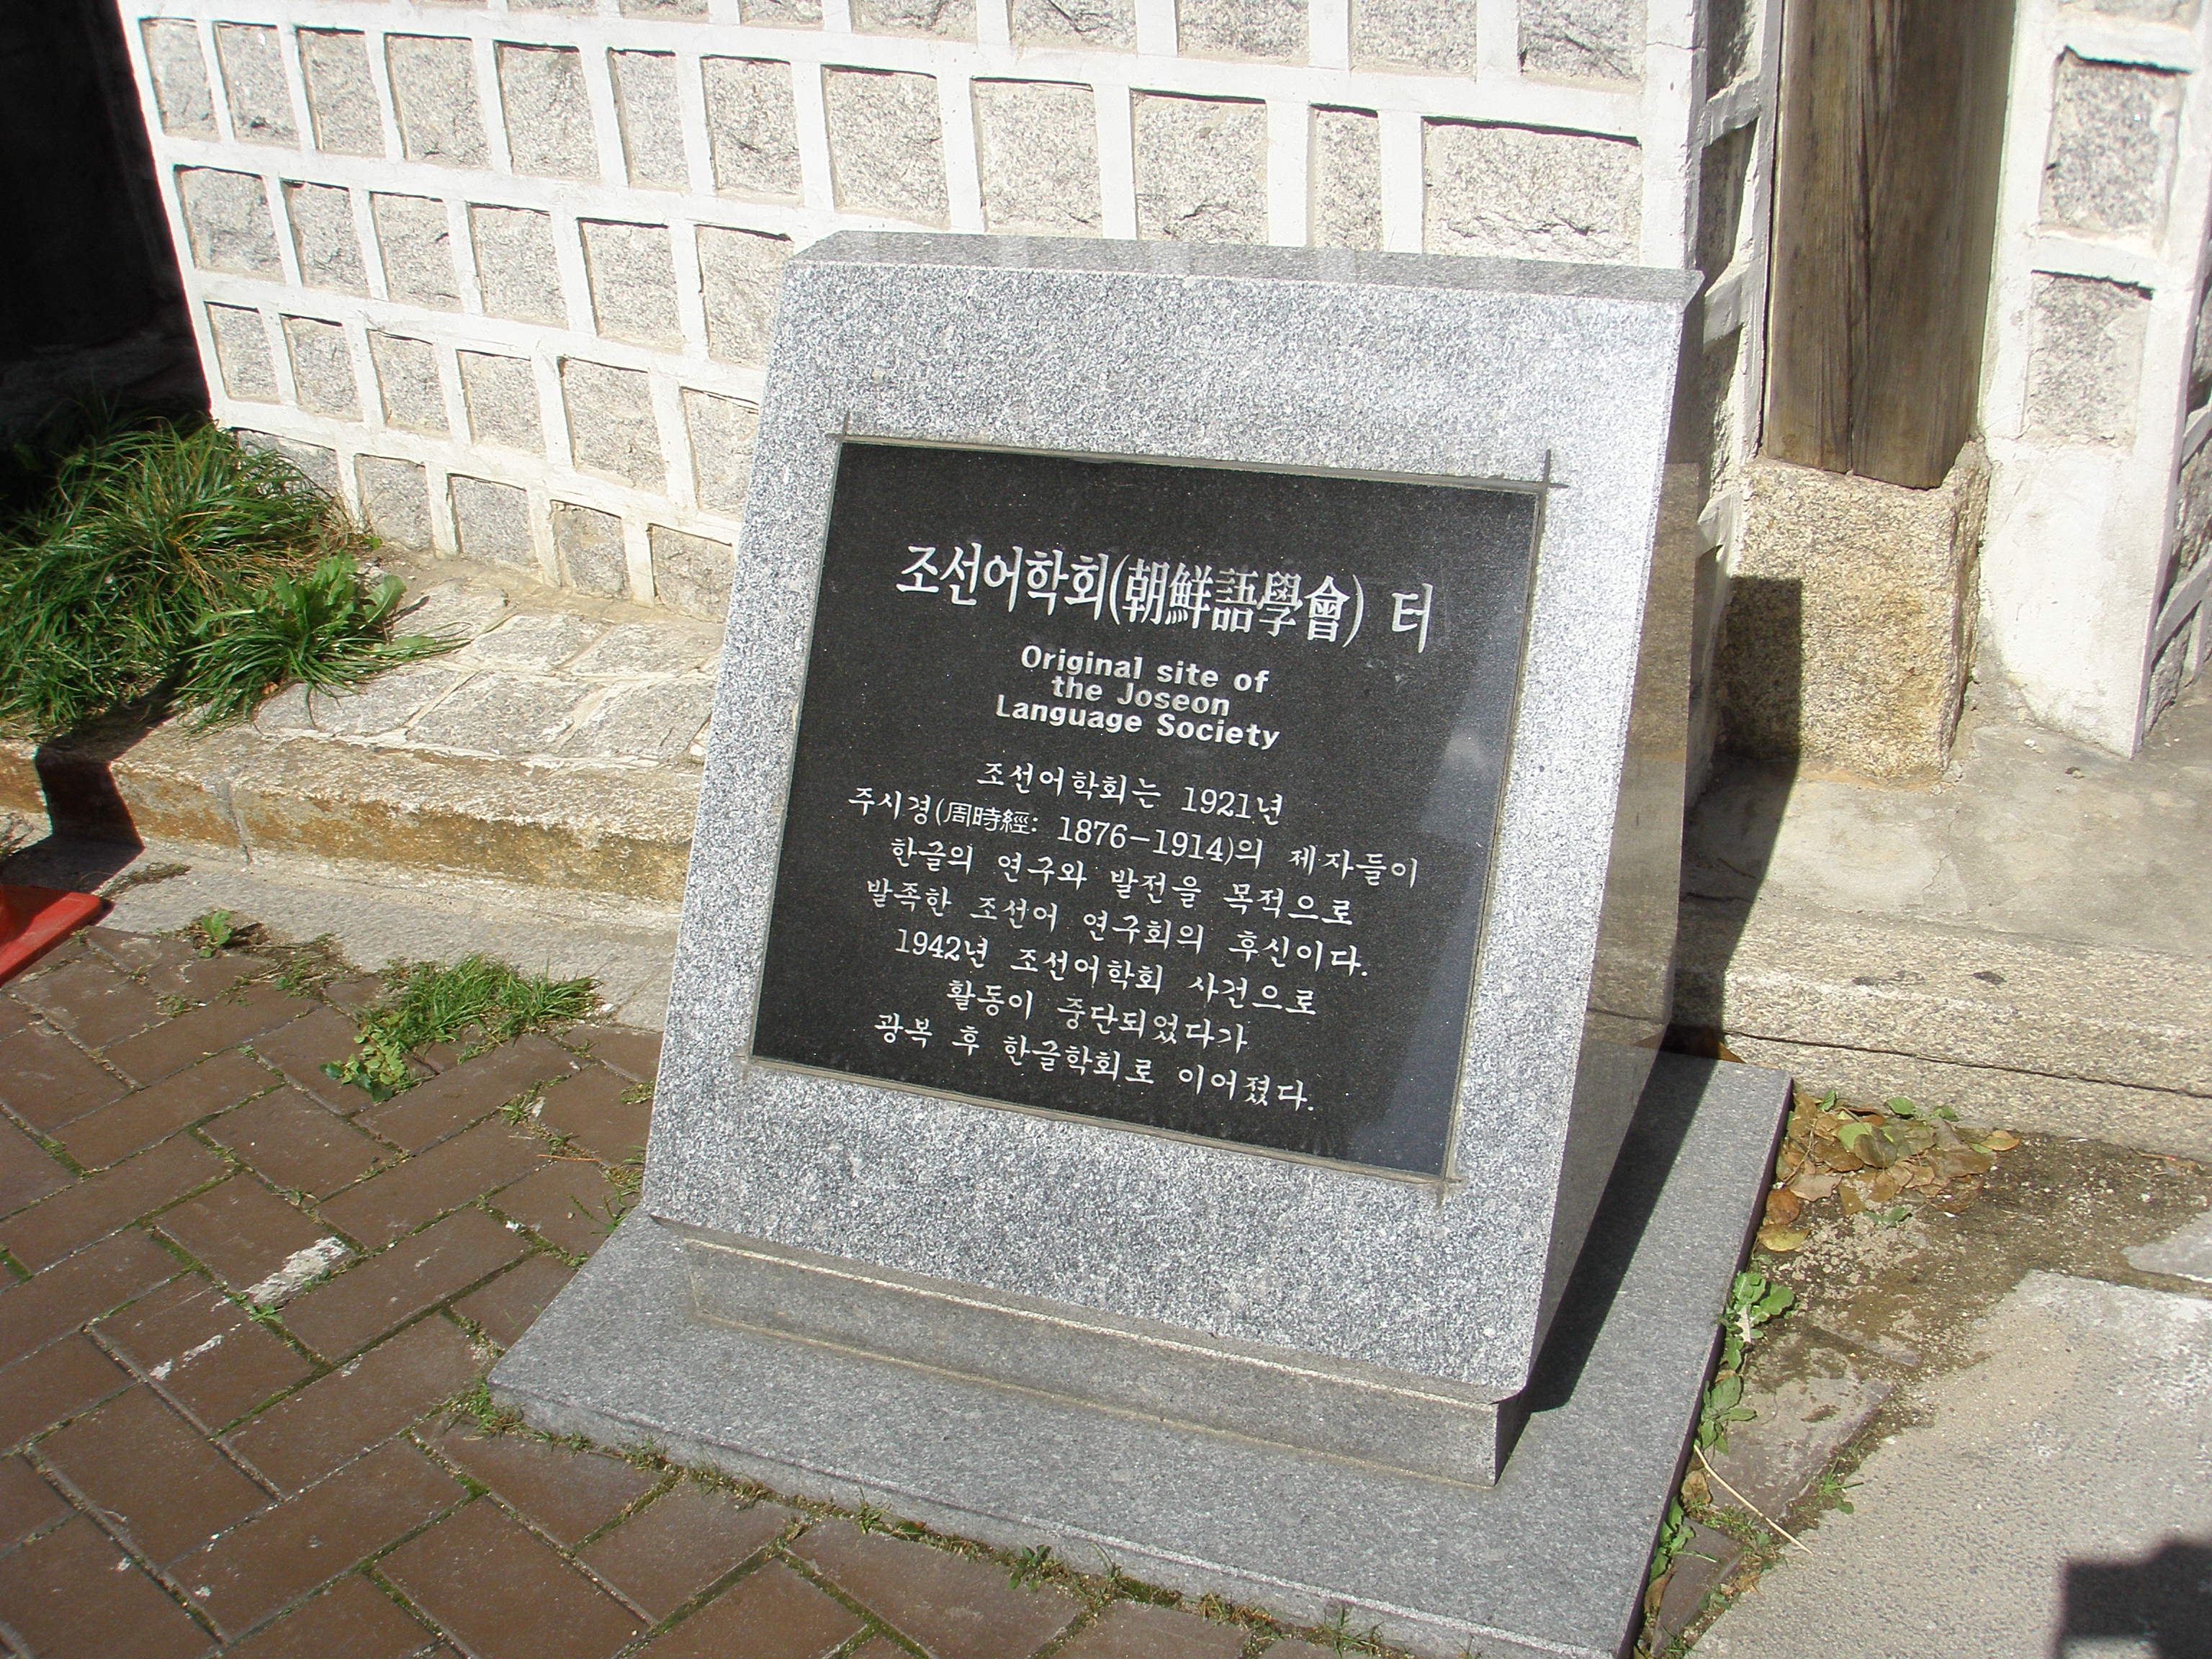 조선어학회(朝鮮語學會) 터
Original site of
the Joseon
Language Society
조선어학회는 1921년
주시경(周時經: 1876-1914)의 제자들이
한글의 연구와 발전을 목적으로
발족한 조선어 연구회의 후신이다.
1942년 조선어학회 사건으로
활동이 중단되었다가
광복 후 한글학회로 이어졌다.